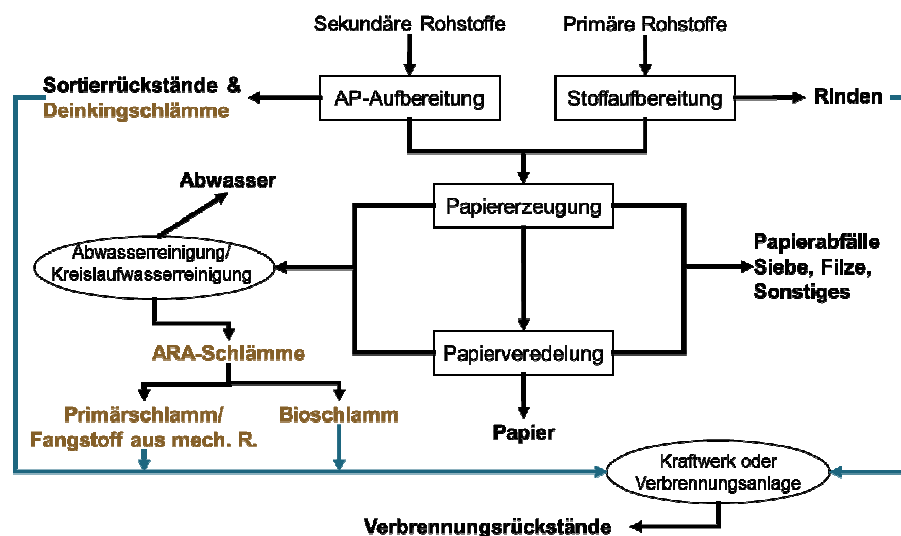 Sekundäre Rohstoffe
Primäre Rohstoffe
Sortierrückstände &
Deinkingschlämme
AP-Aufbereitung
Stoffaufbereitung
Rinden
Abwasser
Papiererzeugung
Abwasserreinigung/
Kreislaufwasserreinigung
Papierabfälle
Siebe, Filze,
Sonstiges
ARA-Schlämme
Papierveredelung
Primärschlamm/
Fangstoff aus mech. R.
Bioschlamm
Papier
Kraftwerk oder
Verbrennungsanlage
Verbrennungsrückstände